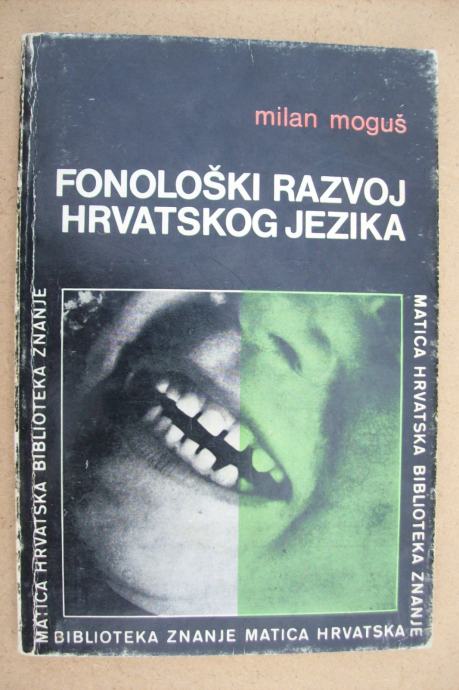 milan moguš
FONOLOŠKI RAZVOJ
HRVATSKOG JEZIKA
MATICA HRVATSKA BIBLIOTEKA ZNANJE
MATICA HRVATSKA BIBLIOTEKA ZNANJE
BIBLIOTEKA ZNANJE MATICA HRVATSKA